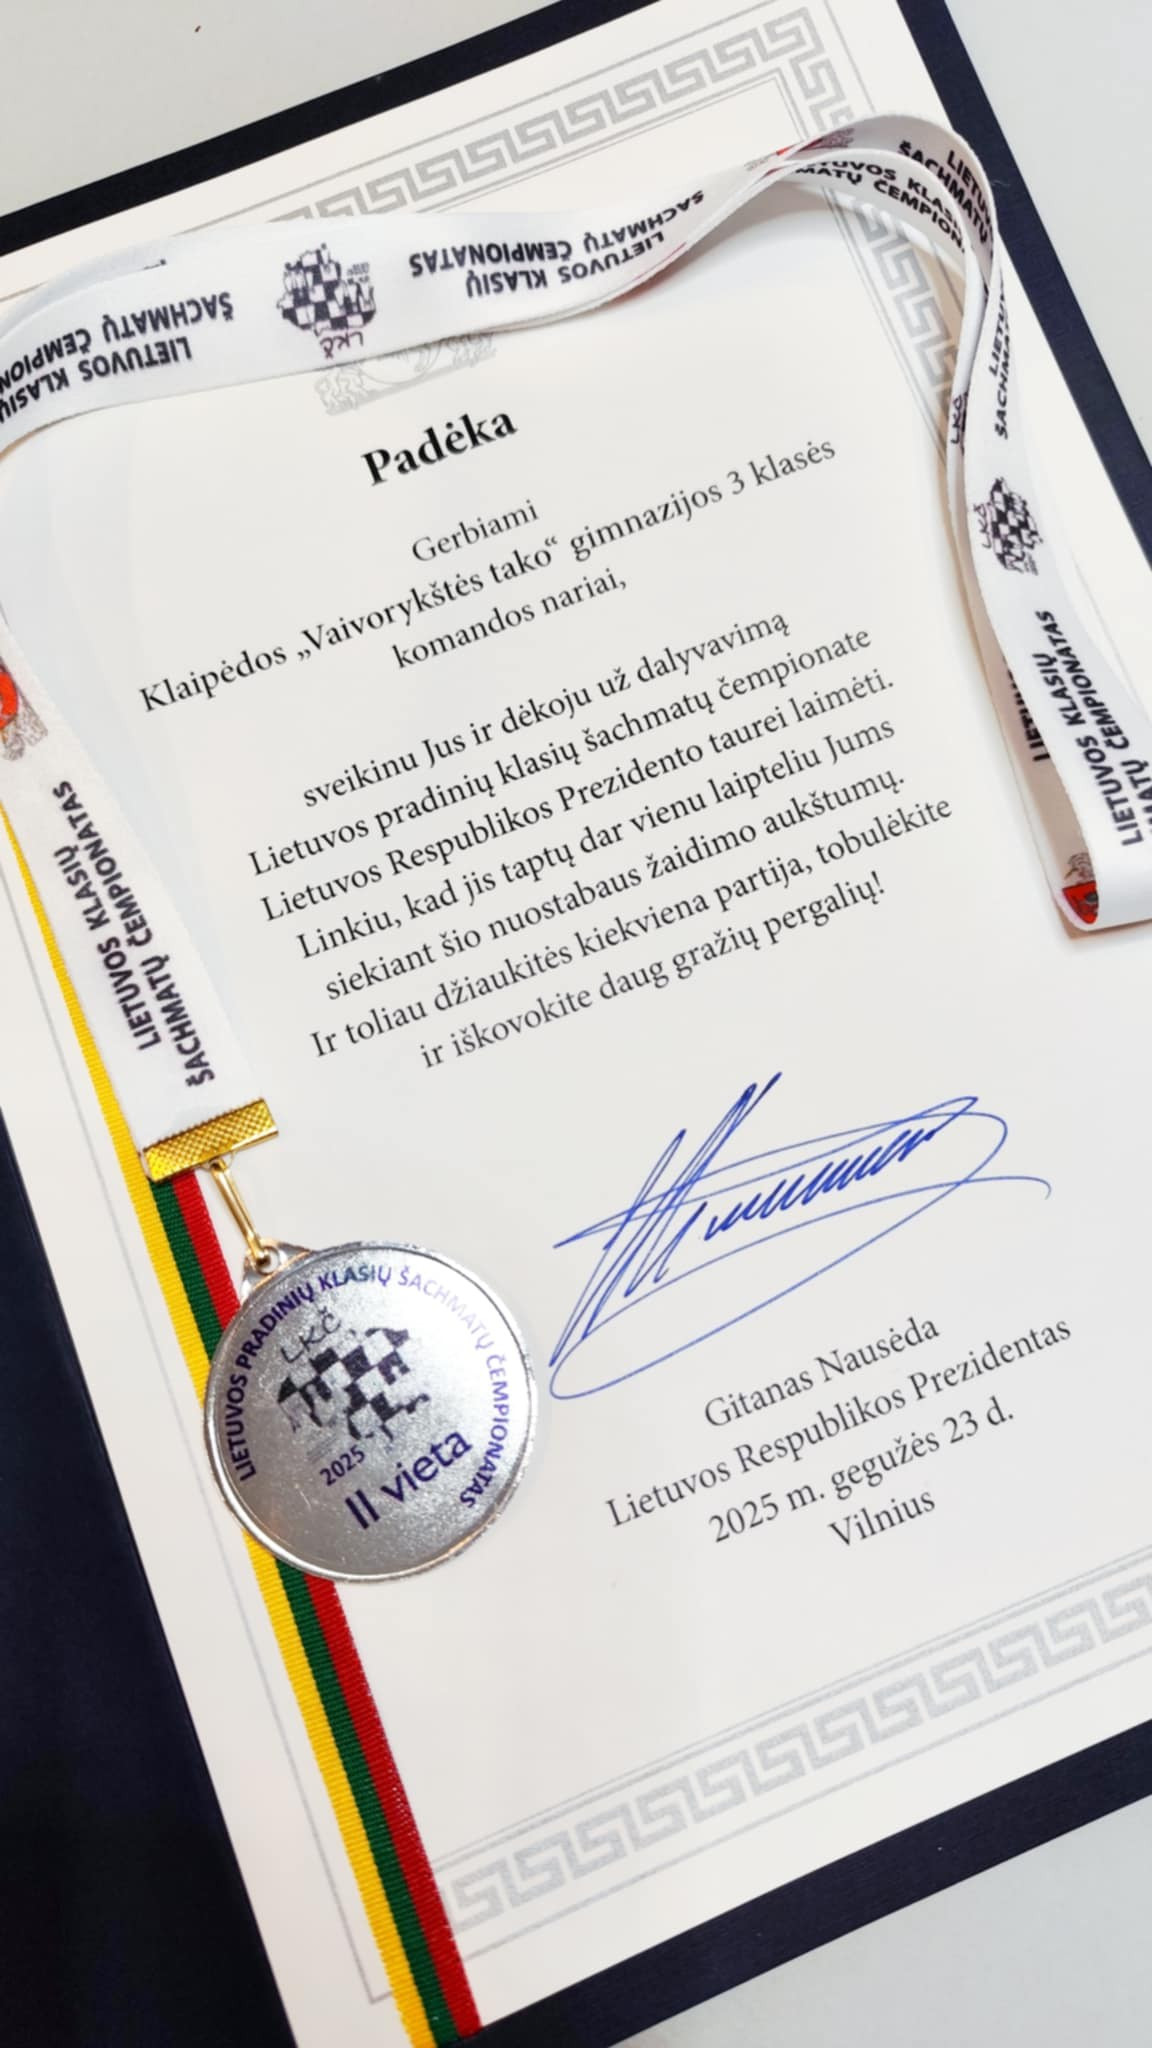 LIETUVOS KLASIŲ
ŠACHMATŲ ČEMPIONATAS
LKČ
LIETUVOS KLASIŲ
ŠACHMATŲ ČEMPIONATAS
Padėka
Gerbiami
Klaipėdos „Vaivorykštės tako“ gimnazijos 3 klasės
komandos nariai,
sveikinu Jus ir dėkoju už dalyvavimą
Lietuvos pradinių klasių šachmatų čempionate
Lietuvos Respublikos Prezidento taurei laimėti.
Linkiu, kad jis taptų dar vienu laipteliu Jums
siekiant šio nuostabaus žaidimo aukštumų.
Ir toliau džiaukitės kiekviena partija, tobulėkite
ir iškovokite daug gražių pergalių!
Gitanas Nausėda
Lietuvos Respublikos Prezidentas
2025 m. gegužės 23 d.
Vilnius
LIETUVOS KLASIŲ
ŠACHMATŲ ČEMPIONATAS
LKČ
LIETUVOS KLASIŲ
LIETUVOS PRADINIŲ KLASIŲ ŠACHMATŲ ČEMPIONATAS
LKČ
2025
II vieta